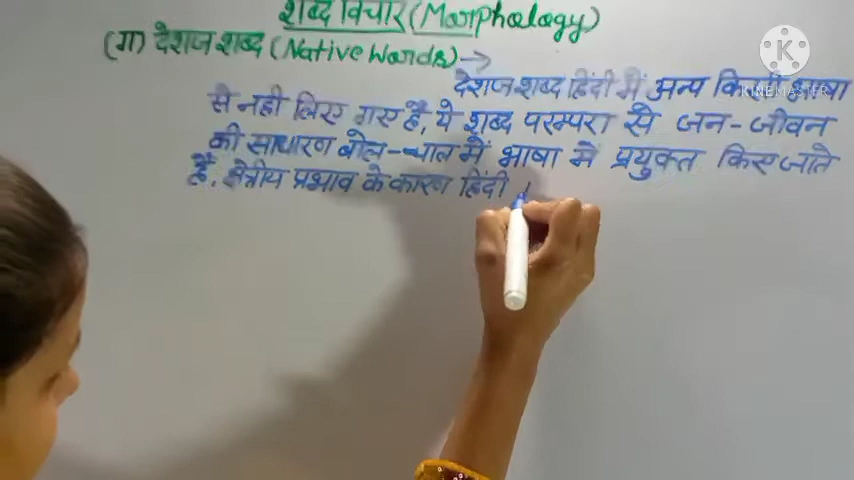 शब्द विचार (Morphology)
(ग) देशज शब्द (Native Words) →
देशज शब्द हिंदी में अन्य किसी भाषा
से नही लिए गए है, ये शब्द परम्परा से जन-जीवन
की साधारण बोल-चाल में भाषा में प्रयुक्त किए जाते
है. क्षेत्रीय प्रभाव के कारण हिंदी
K
KINEMASTER